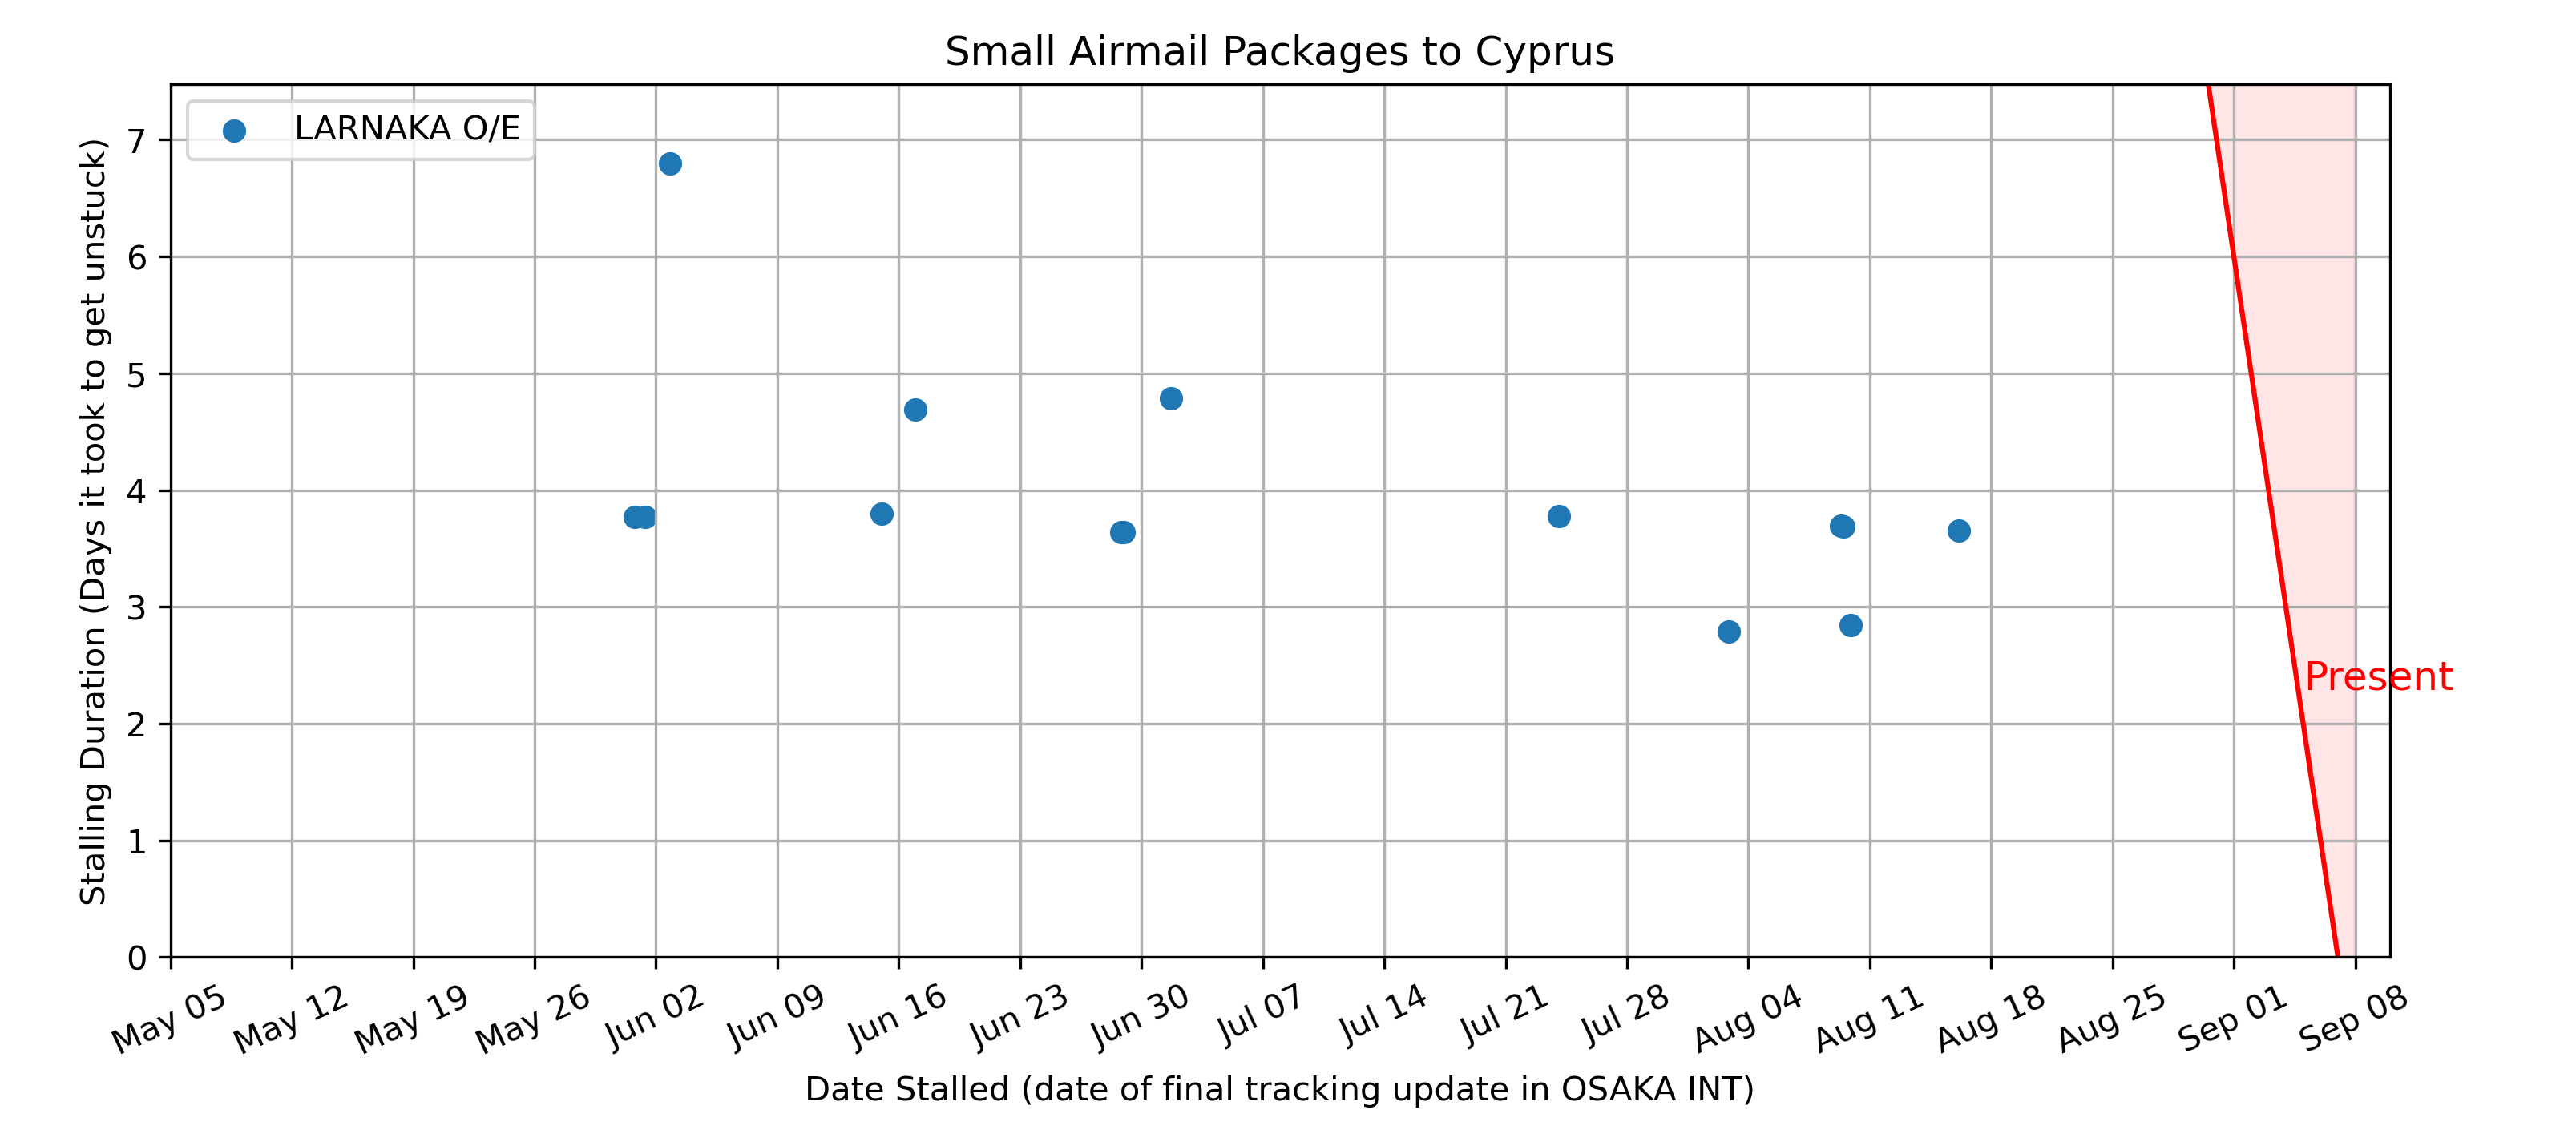 Small Airmail Packages to Cyprus
LARNAKA O/E
Stalling Duration (Days it took to get unstuck)
7
6
5
4
3
2
1
0
Present
May 05
May 12
May 19
May 26
Jun 02
Jun 09
Jun 16
Jun 23
Jun 30
Jul 07
Jul 14
Jul 21
Jul 28
Aug 04
Aug 11
Aug 18
Aug 25
Sep 01
Sep 08
Date Stalled (date of final tracking update in OSAKA INT)